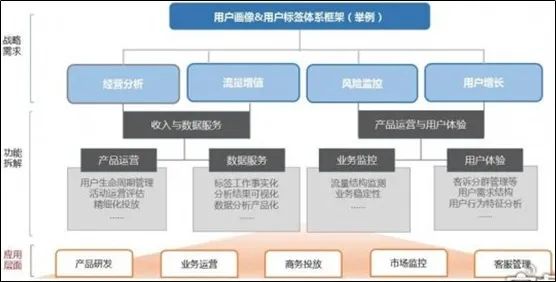 用户画像&用户标签体系框架（举例）
战略
需求
经营分析
流量增值
风险监控
用户增长
功能
拆解
收入与数据服务
产品运营与用户体验
产品运营
用户生命周期管理
活动运营评估
精细化投放
......
数据服务
标签工作事实化
分析结果可视化
数据分析产品化
......
业务监控
流量结构监测
业务稳定性
......
用户体验
客诉分群管理等
用户需求结构
用户行为特征分析
......
应用
层面
产品研发
业务运营
商务投放
市场监控
客服管理